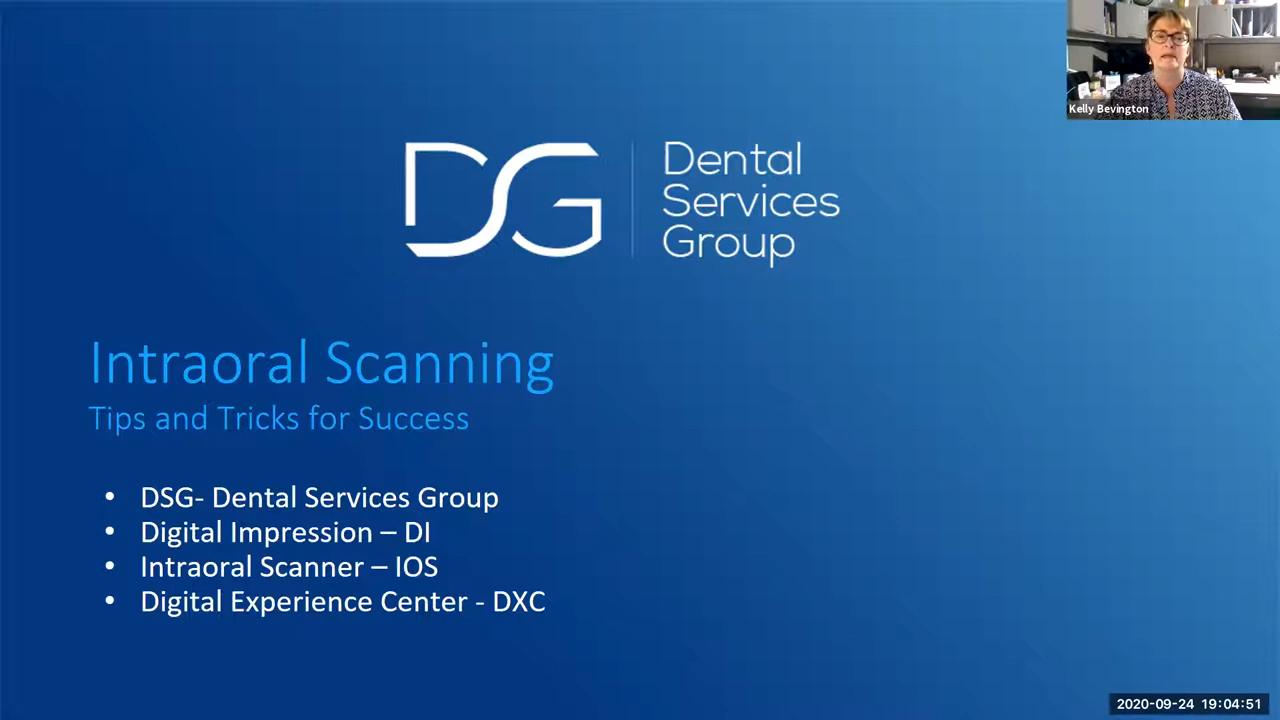 Kelly Bevington
DSG
Dental
Services
Group
Intraoral Scanning
Tips and Tricks for Success
• DSG- Dental Services Group
• Digital Impression – DI
• Intraoral Scanner – IOS
• Digital Experience Center - DXC
2020-09-24 19:04:51